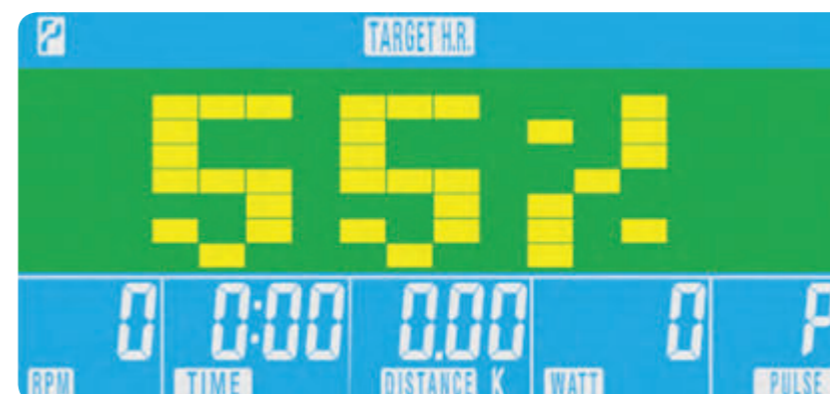 P TARGET H.R.
55%
0 0:00 0.00 0 P
RPM TIME DISTANCE K WATT PULSE